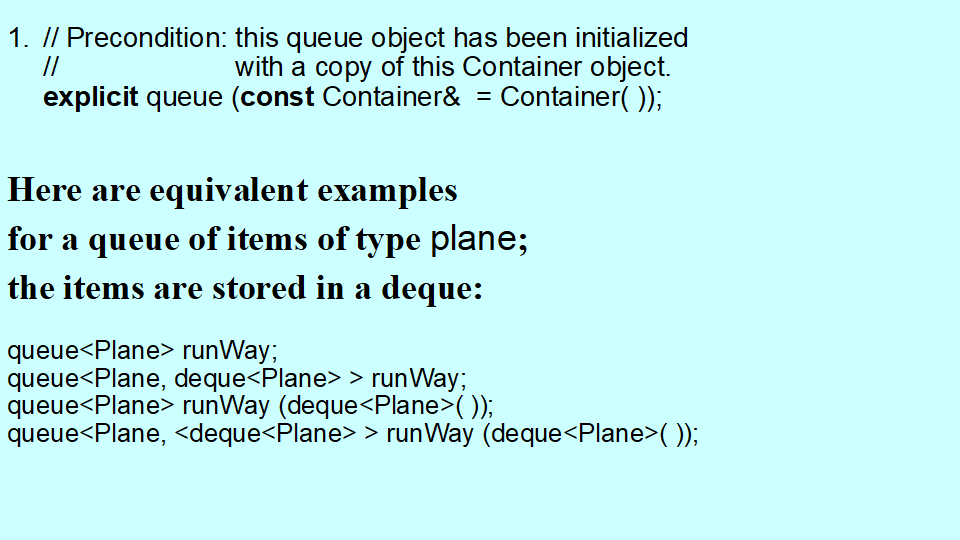 1. // Precondition: this queue object has been initialized
// with a copy of this Container object.
explicit queue (const Container& = Container( ));
Here are equivalent examples
for a queue of items of type plane;
the items are stored in a deque:
queue<Plane> runWay;
queue<Plane, deque<Plane> > runWay;
queue<Plane> runWay (deque<Plane>( ));
queue<Plane, <deque<Plane> > runWay (deque<Plane>( ));